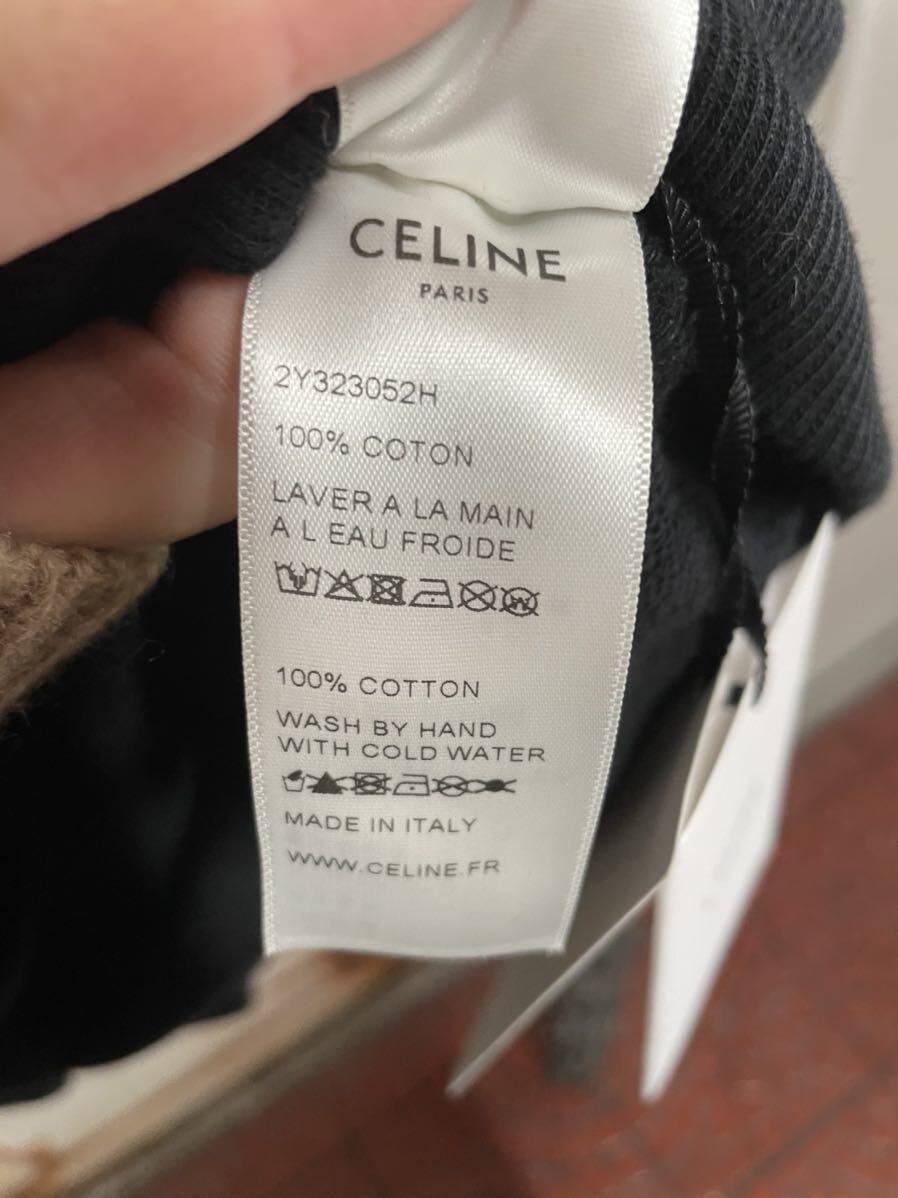 CELINE
PARIS
2Y323052H
100% COTON
LAVER A LA MAIN
A L EAU FROIDE
100% COTTON
WASH BY HAND
WITH COLD WATER
MADE IN ITALY
WWW.CELINE.FR